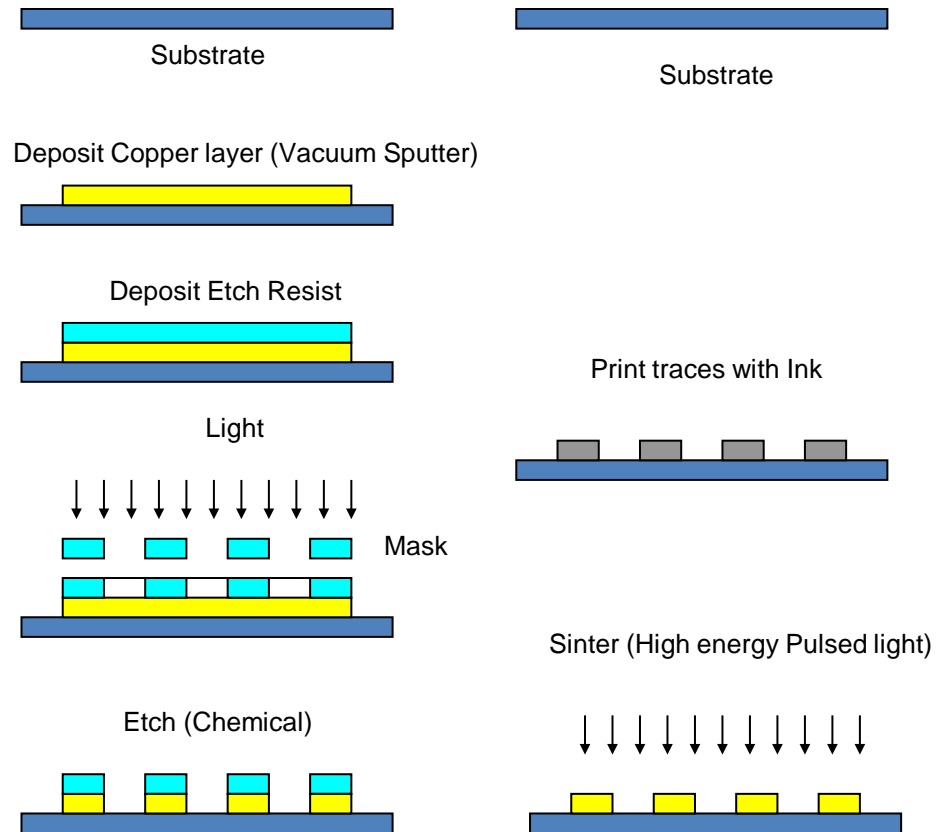 Substrate
Deposit Copper layer (Vacuum Sputter)
Deposit Etch Resist
Light
Mask
Etch (Chemical)
Substrate
Print traces with Ink
Sinter (High energy Pulsed light)